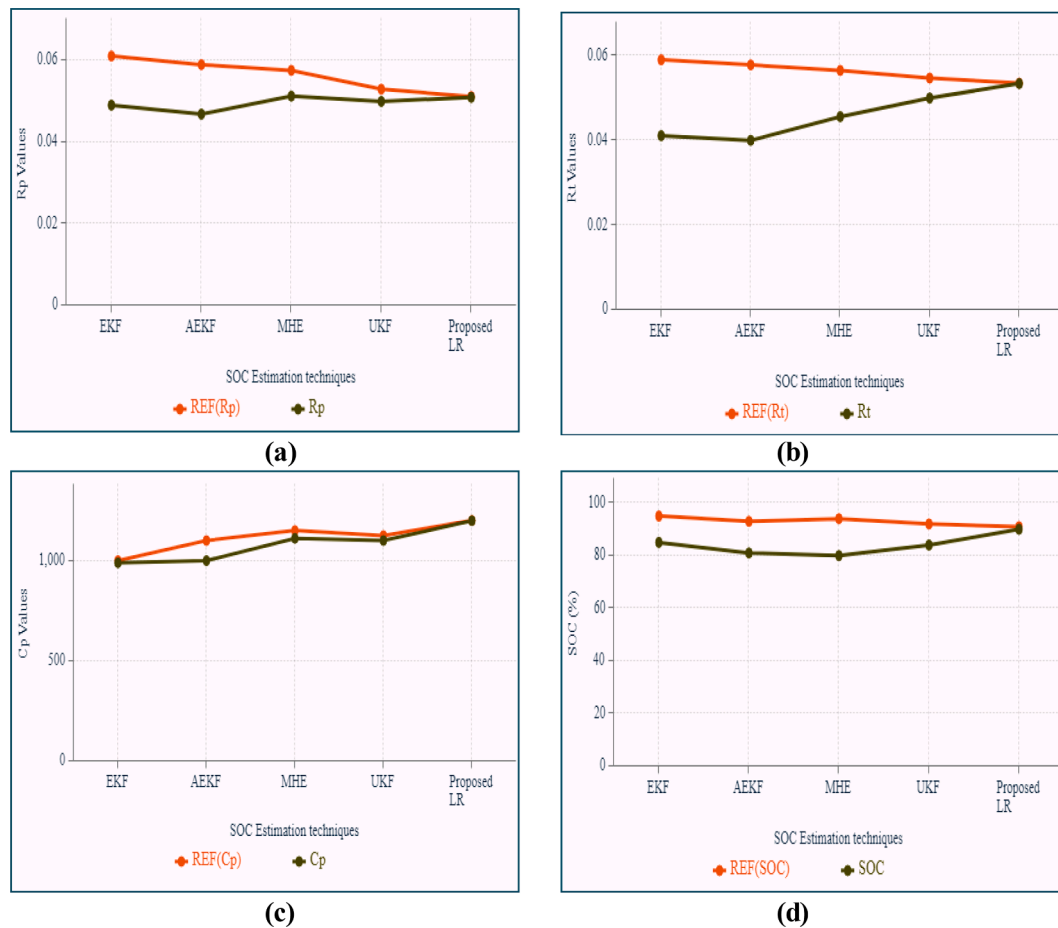 0.06
0.04
0.02
0
Rp Values
EKF
AEKF
MHE
UKF
Proposed
LR
SOC Estimation techniques
REF(Rp)
Rp
(a)
0.06
0.04
0.02
0
Rt Values
EKF
AEKF
MHE
UKF
Proposed
LR
SOC Estimation techniques
REF(Rt)
Rt
(b)
1,000
500
0
Cp Values
EKF
AEKF
MHE
UKF
Proposed
LR
SOC Estimation techniques
REF(Cp)
Cp
(c)
100
80
60
40
20
0
SOC (%)
EKF
AEKF
MHE
UKF
Proposed
LR
SOC Estimation techniques
REF(SOC)
SOC
(d)